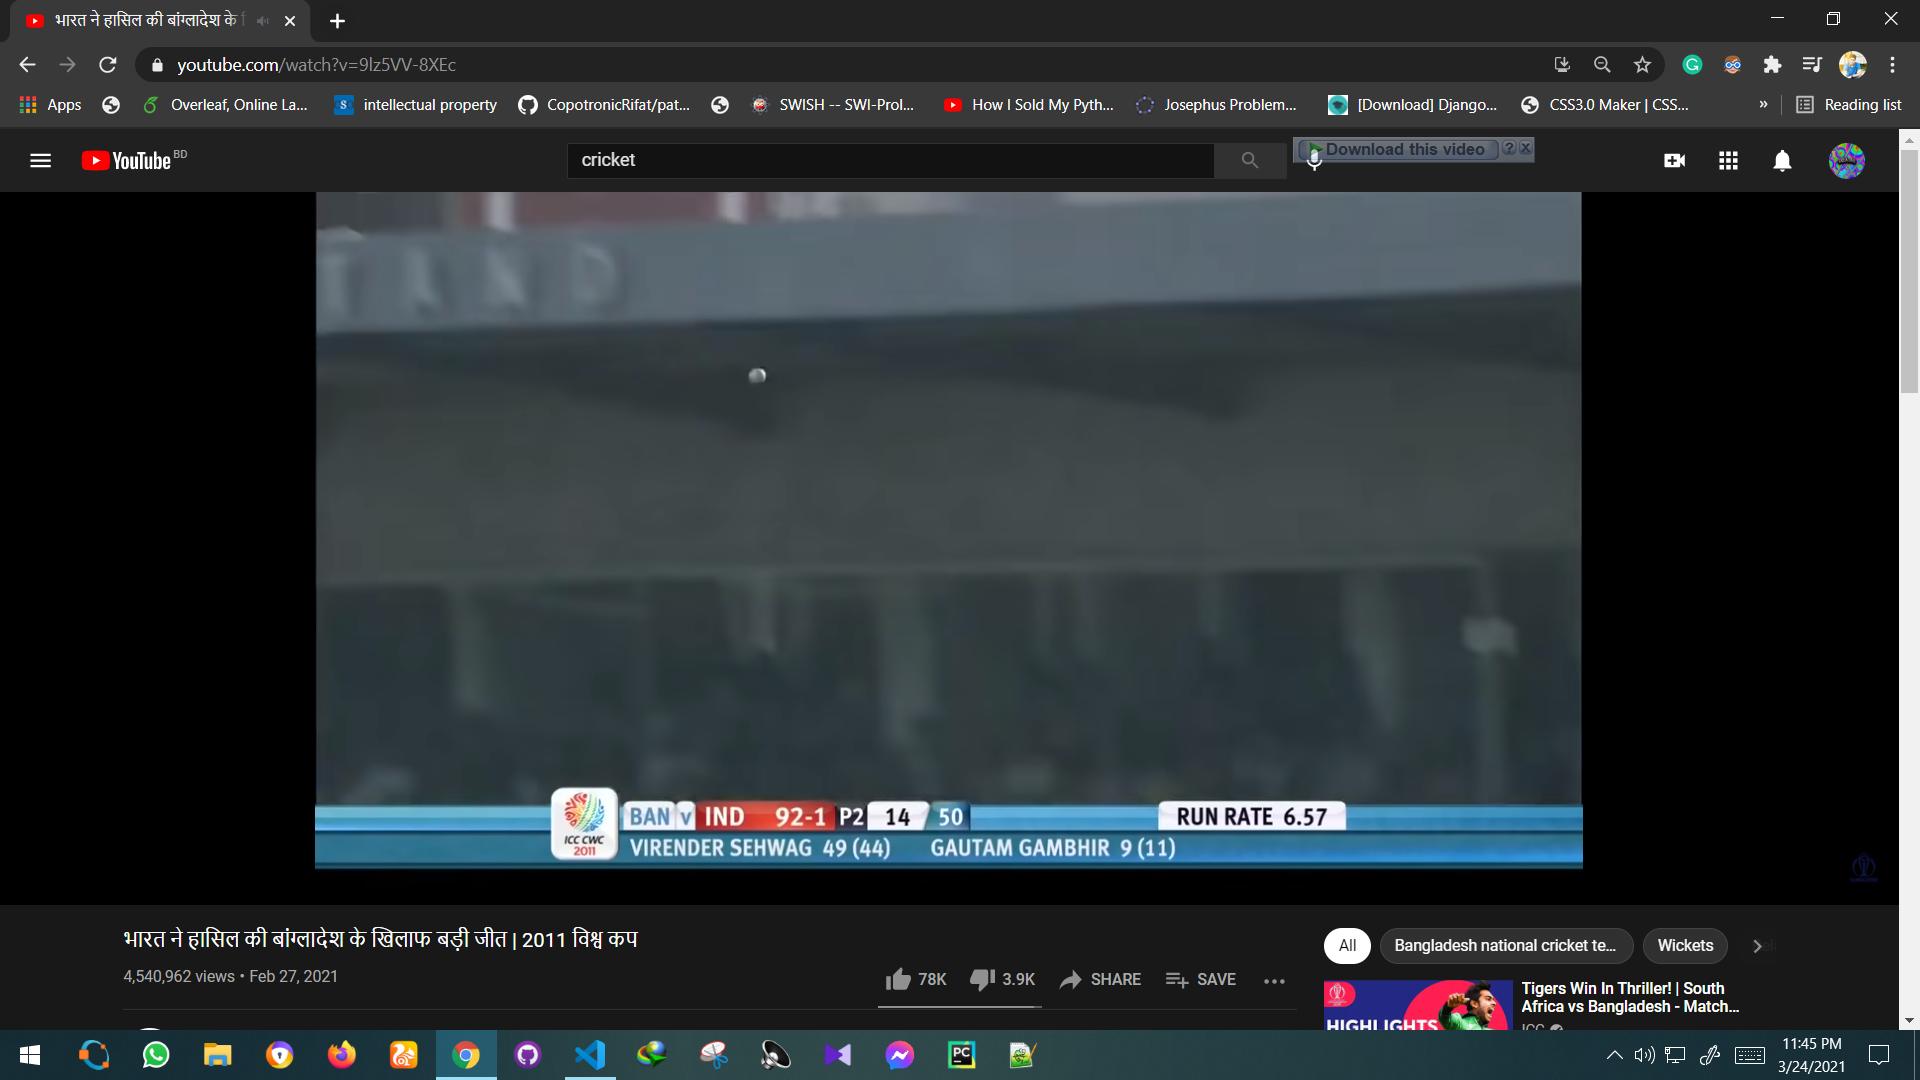 भारत ने हासिल की बांग्लादेश के
youtube.com/watch?v=9lz5VV-8XEc
Apps
Overleaf, Online La...
intellectual property
CopotronicRifat/pat...
SWISH -- SWI-Prol...
How I Sold My Pyth...
Josephus Problem...
[Download] Django...
CSS3.0 Maker | CSS...
»
Reading list
YouTube BD
cricket
Download this video
TAND
ICC CWC
2011
BAN v IND 92-1 P2 14 50
RUN RATE 6.57
VIRENDER SEHWAG 49 (44) GAUTAM GAMBHIR 9 (11)
भारत ने हासिल की बांग्लादेश के खिलाफ बड़ी जीत | 2011 विश्व कप
4,540,962 views • Feb 27, 2021
78K
3.9K
SHARE
SAVE
All
Bangladesh national cricket te...
Wickets
Tigers Win In Thriller! | South
Africa vs Bangladesh - Match...
ICC
HIGHLIGHTS
PC
11:45 PM
3/24/2021